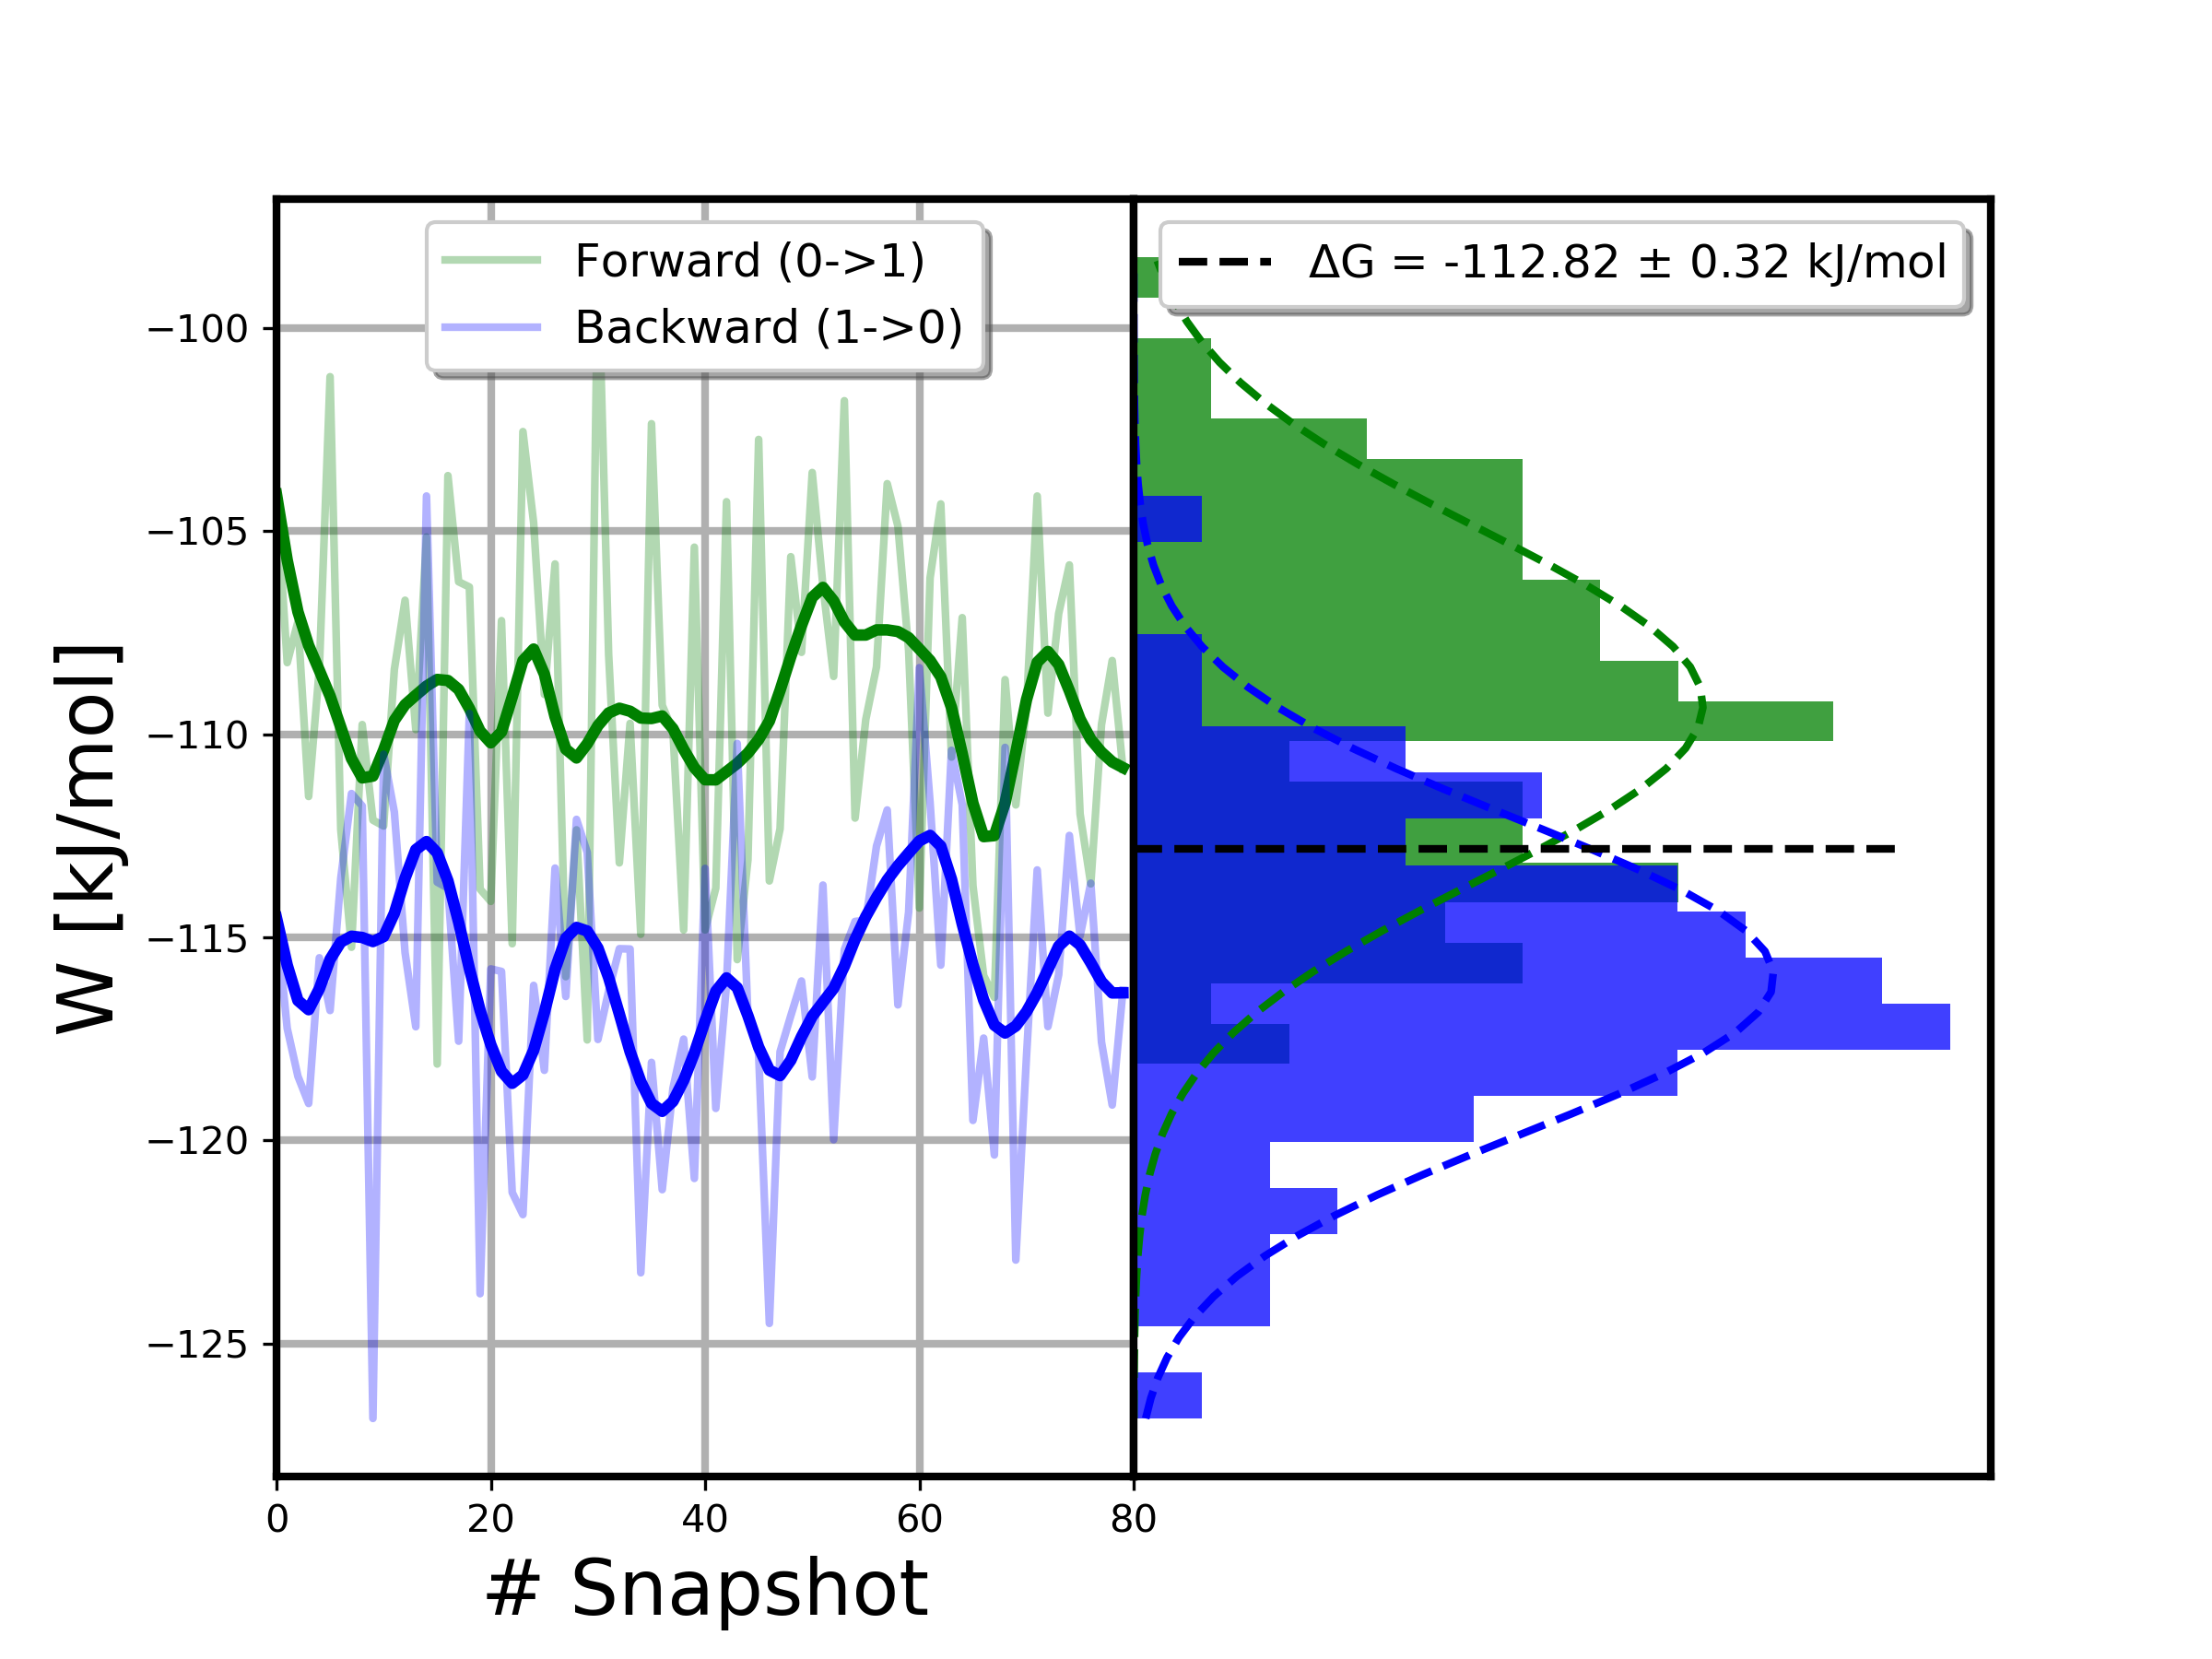 Forward (0->1)
Backward (1->0)
ΔG = -112.82 ± 0.32 kJ/mol
W [kJ/mol]
−100
−105
−110
−115
−120
−125
0 20 40 60 80
# Snapshot